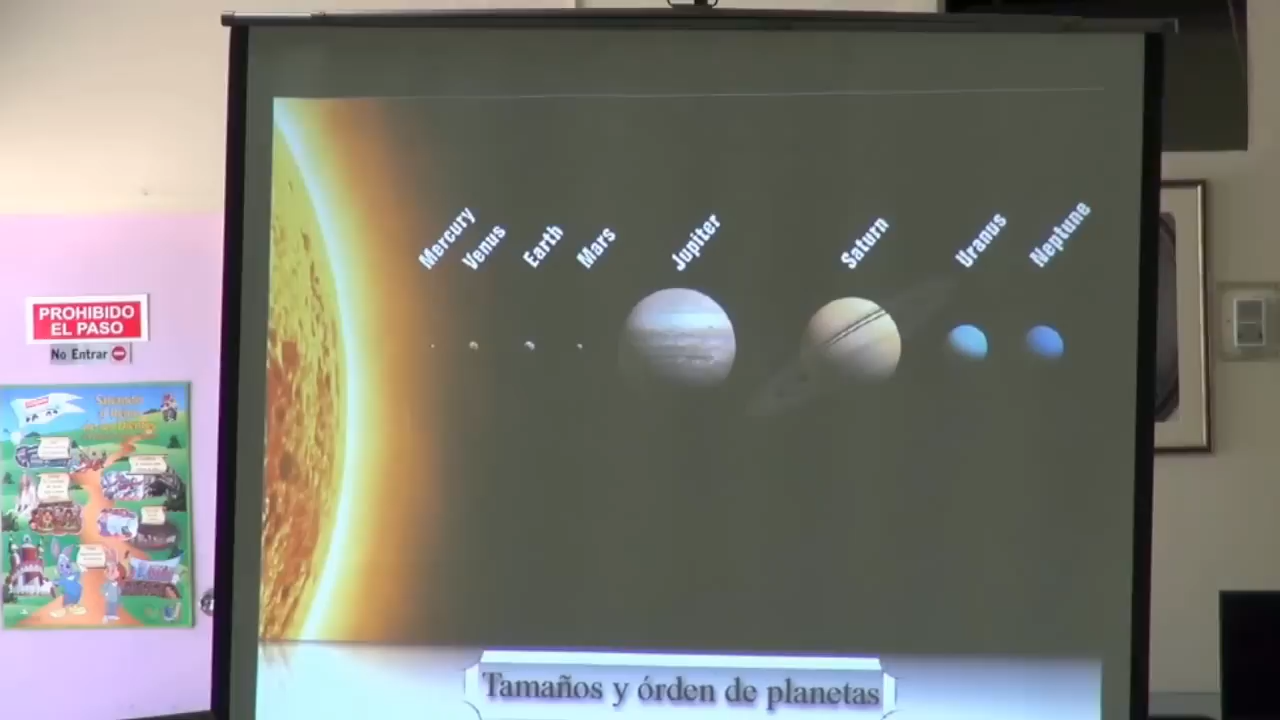 Mercury
Venus
Earth
Mars
Jupiter
Saturn
Uranus
Neptune
PROHIBIDO
EL PASO
No Entrar
Tamaños y órden de planetas